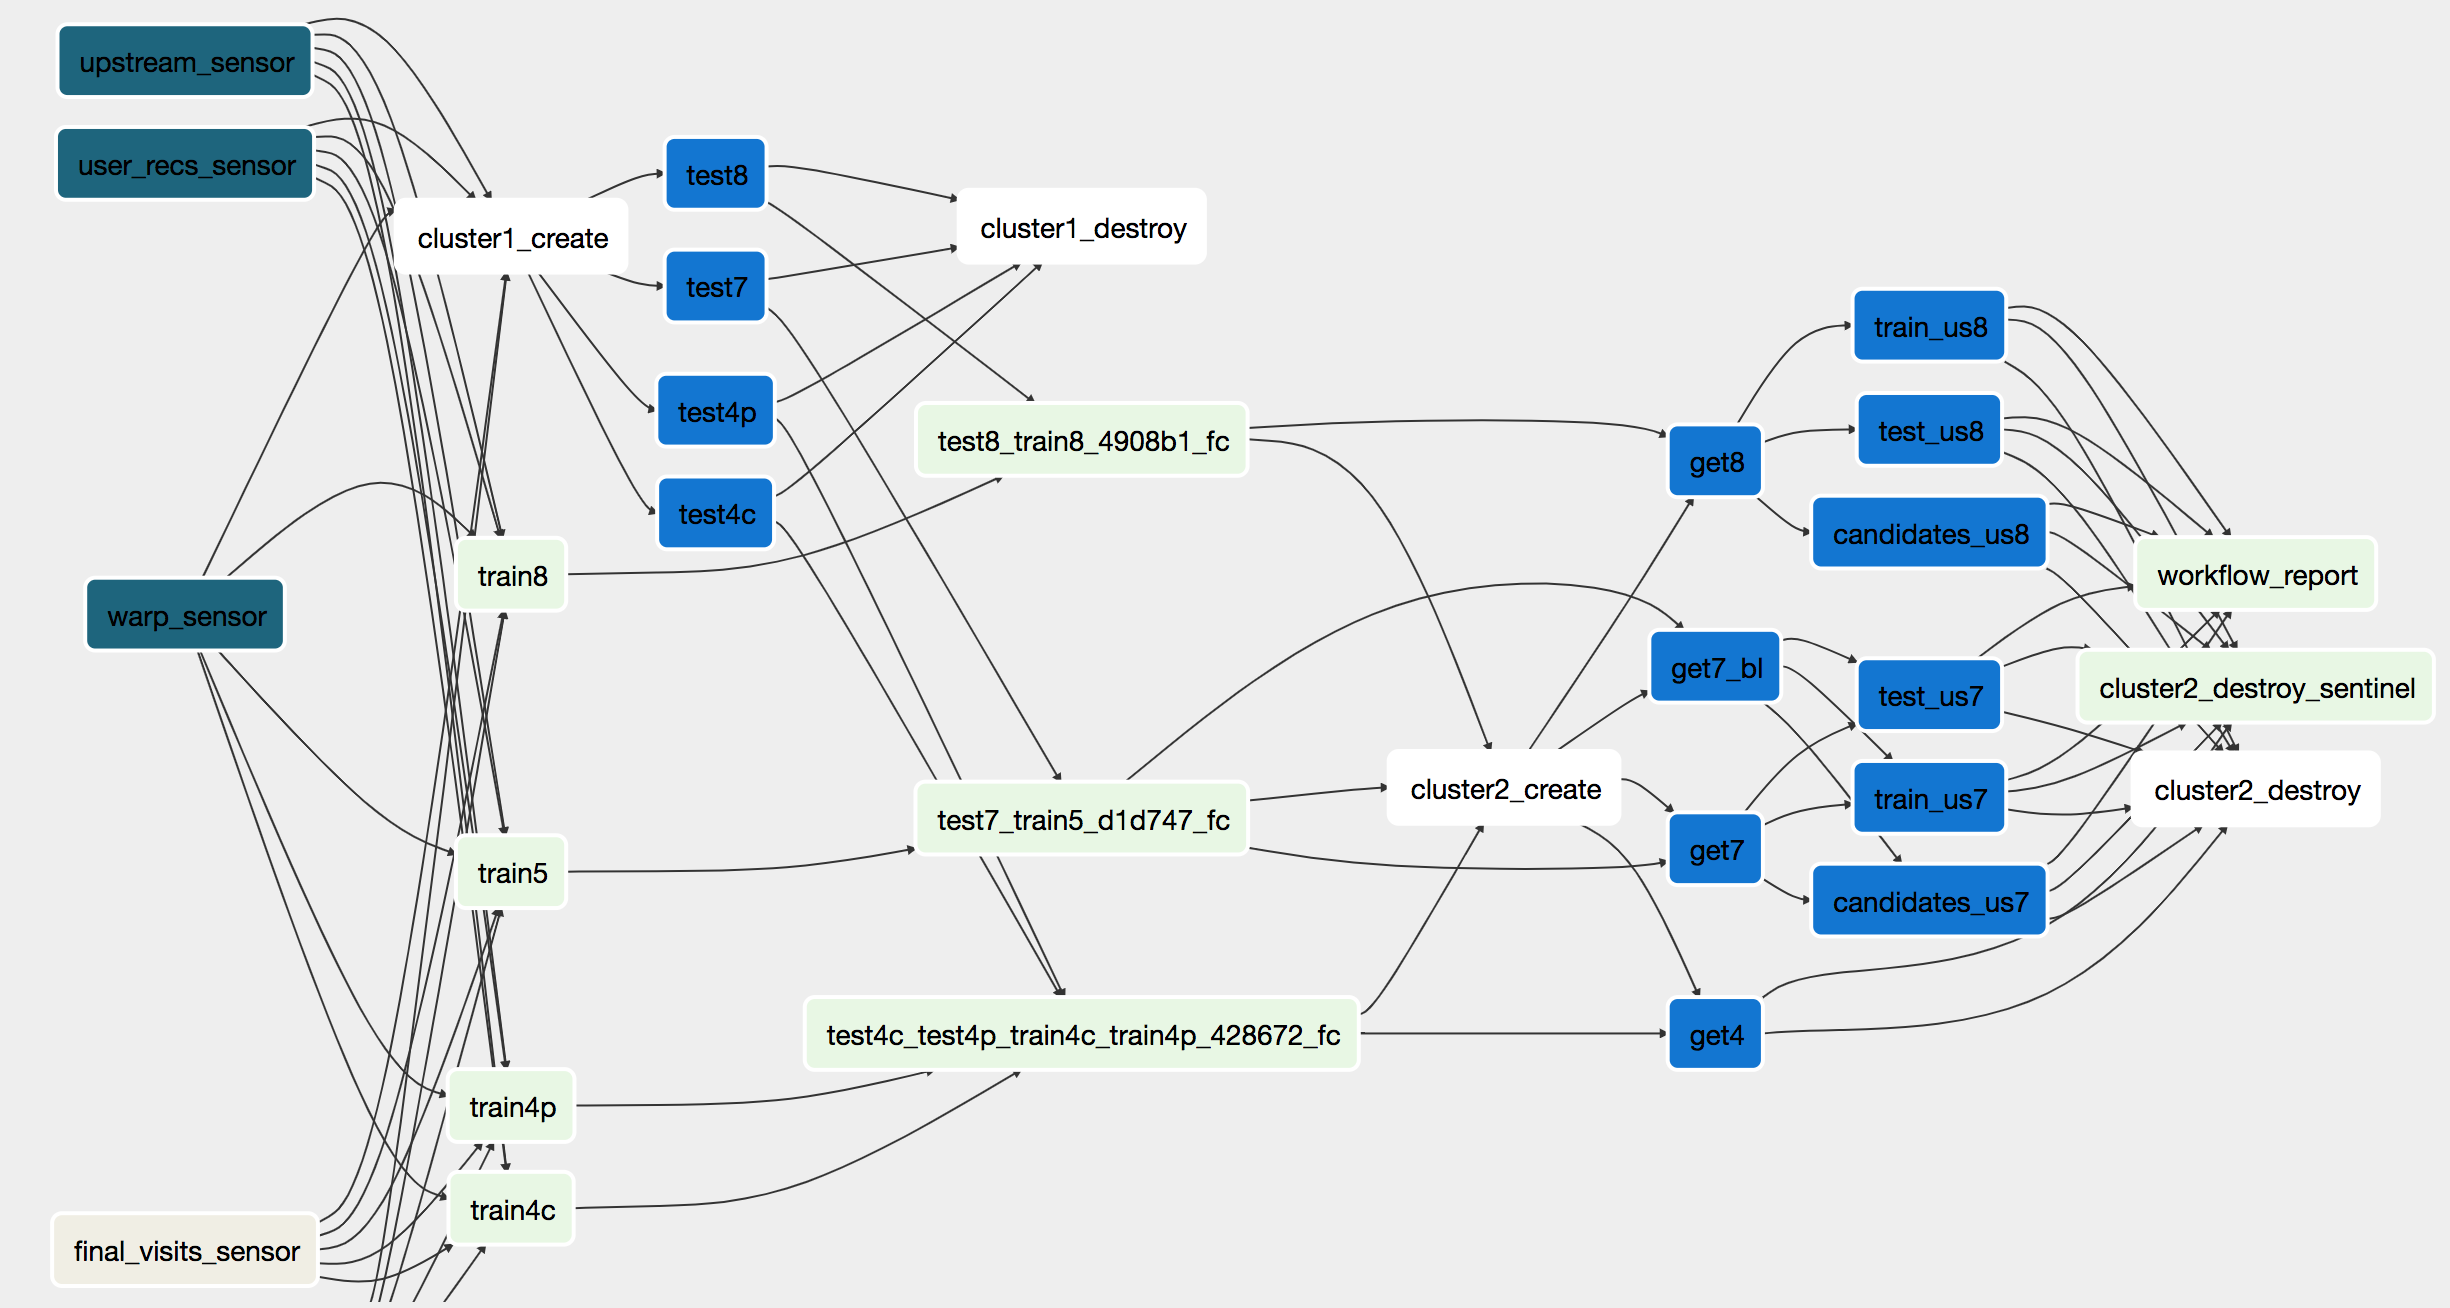 upstream_sensor
user_recs_sensor
warp_sensor
final_visits_sensor
cluster1_create
train8
train5
train4p
train4c
test8
test7
test4p
test4c
cluster1_destroy
test8_train8_4908b1_fc
test7_train5_d1d747_fc
test4c_test4p_train4c_train4p_428672_fc
cluster2_create
get8
get7_bl
get7
get4
train_us8
test_us8
candidates_us8
test_us7
train_us7
candidates_us7
workflow_report
cluster2_destroy_sentinel
cluster2_destroy